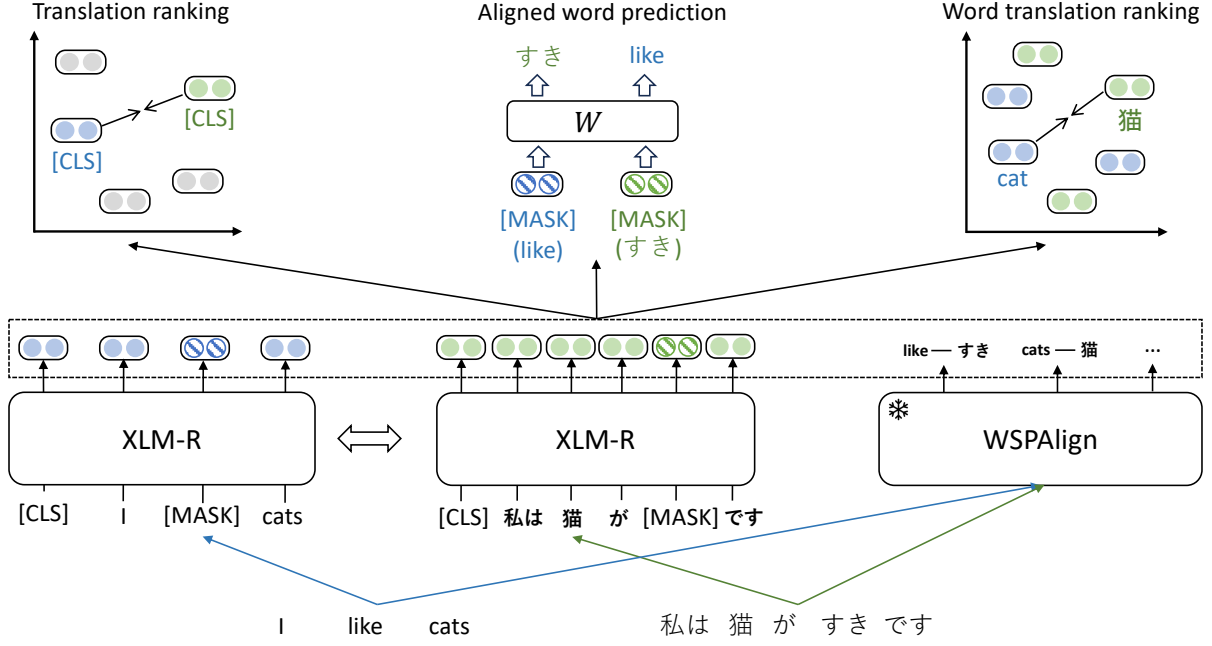 Translation ranking
Aligned word prediction
Word translation ranking
すき like
W
[CLS]
[CLS]
猫
cat
[MASK] [MASK]
(like) (すき)
like — すき cats — 猫 ...
XLM-R
XLM-R
WSPAlign
[CLS] I [MASK] cats
[CLS] 私は 猫 が [MASK] です
I like cats
私は 猫 が すき です